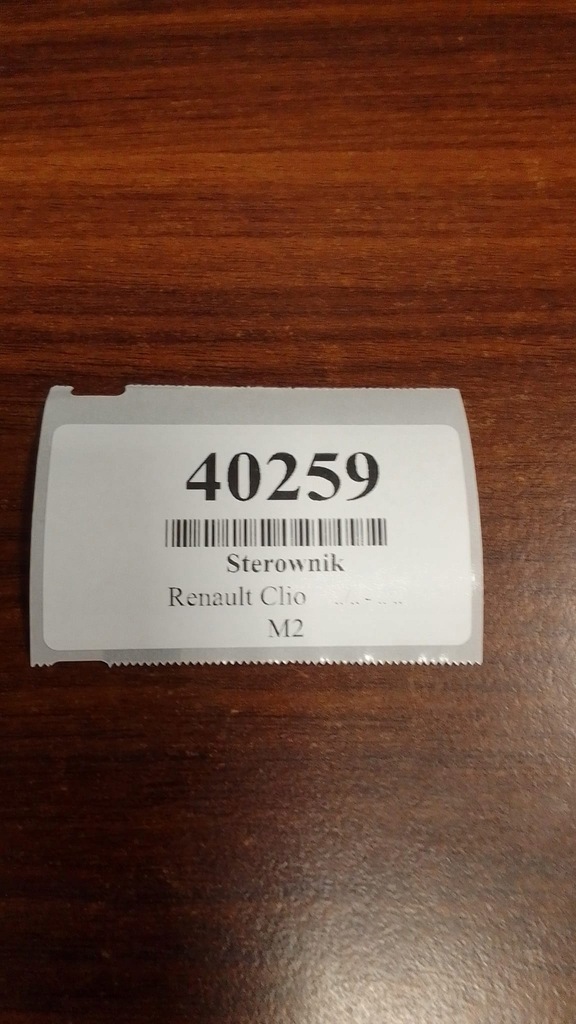 40259
Sterownik
Renault Clio
M2